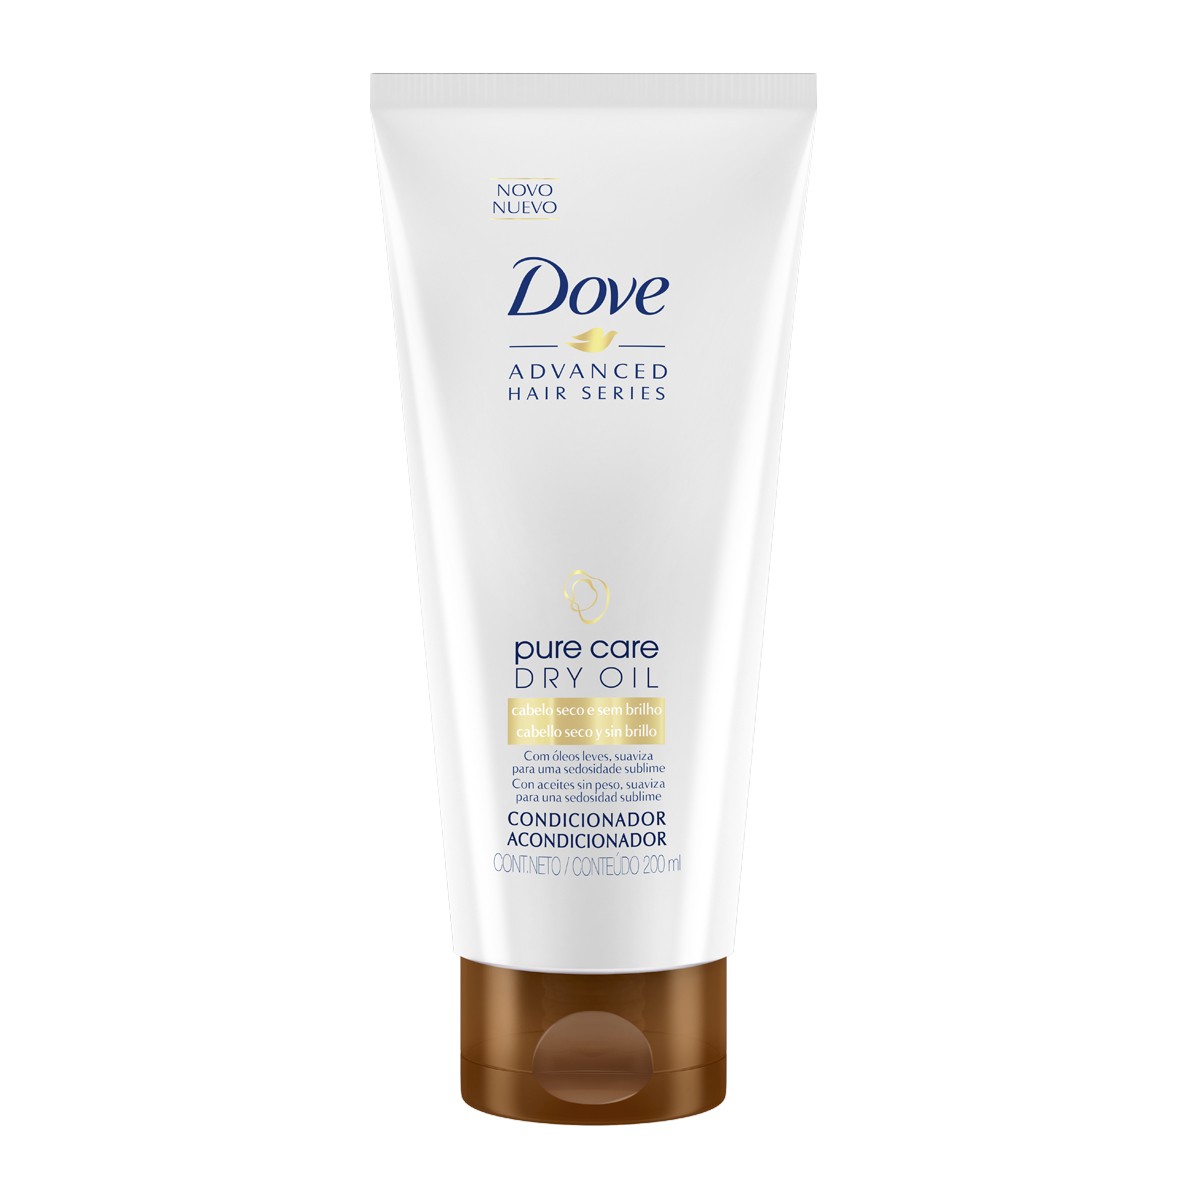 NOVO
NUEVO
Dove
ADVANCED
HAIR SERIES
pure care
DRY OIL
cabelo seco e sem brilho
cabello seco y sin brillo
Com óleos leves, suaviza
para uma sedosidade sublime
Con aceites sin peso, suaviza
para una sedosidad sublime
CONDICIONADOR
ACONDICIONADOR
CONT.NETO / CONTEÚDO 200 ml